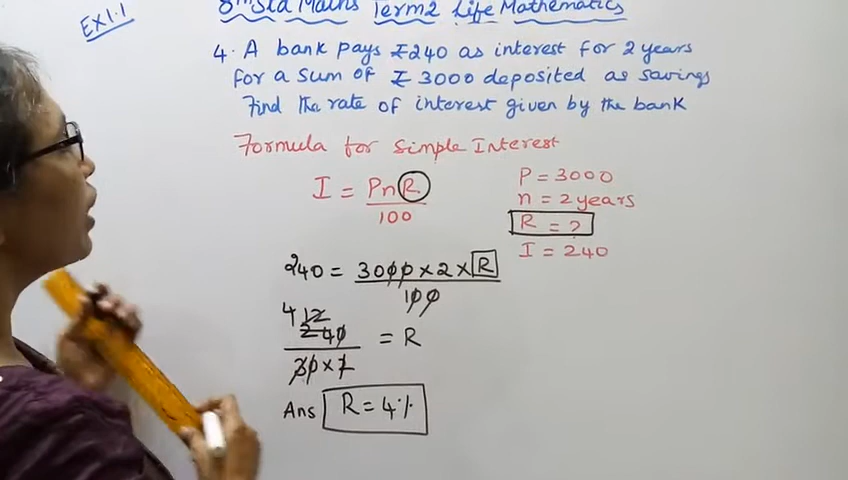 Ex 1.1
8th Std Maths Term2 Life Mathematics
4. A bank pays ₹240 as interest for 2 years
for a sum of ₹ 3000 deposited as savings
Find the rate of interest given by the bank
Formula for Simple Interest
I = PnR
100
P = 3000
n = 2 years
R = ?
I = 240
240 = 3000 × 2 × R
100
4 12
240 = R
30 × 2
Ans R = 4%